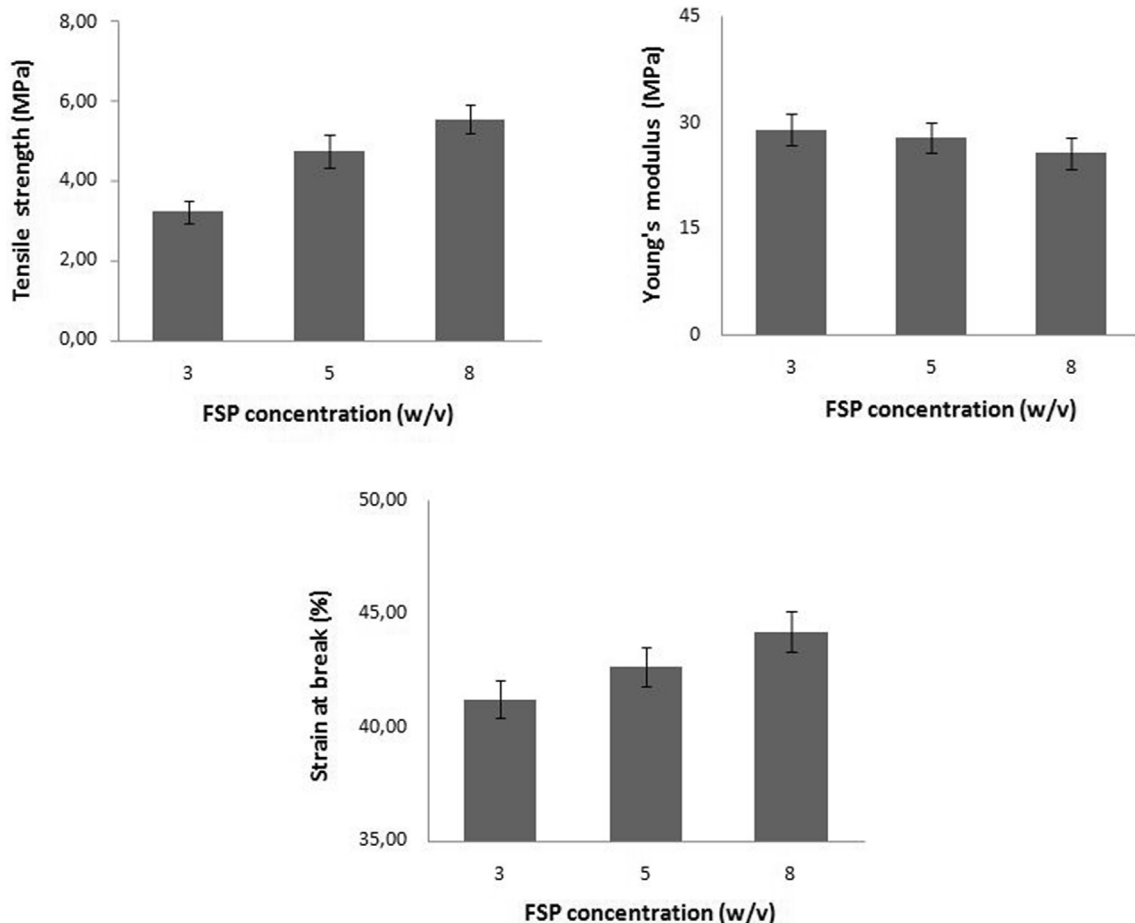 Tensile strength (MPa)
8,00
6,00
4,00
2,00
0,00
3 5 8
FSP concentration (w/v)
Young's modulus (MPa)
45
30
15
0
3 5 8
FSP concentration (w/v)
Strain at break (%)
50,00
45,00
40,00
35,00
3 5 8
FSP concentration (w/v)